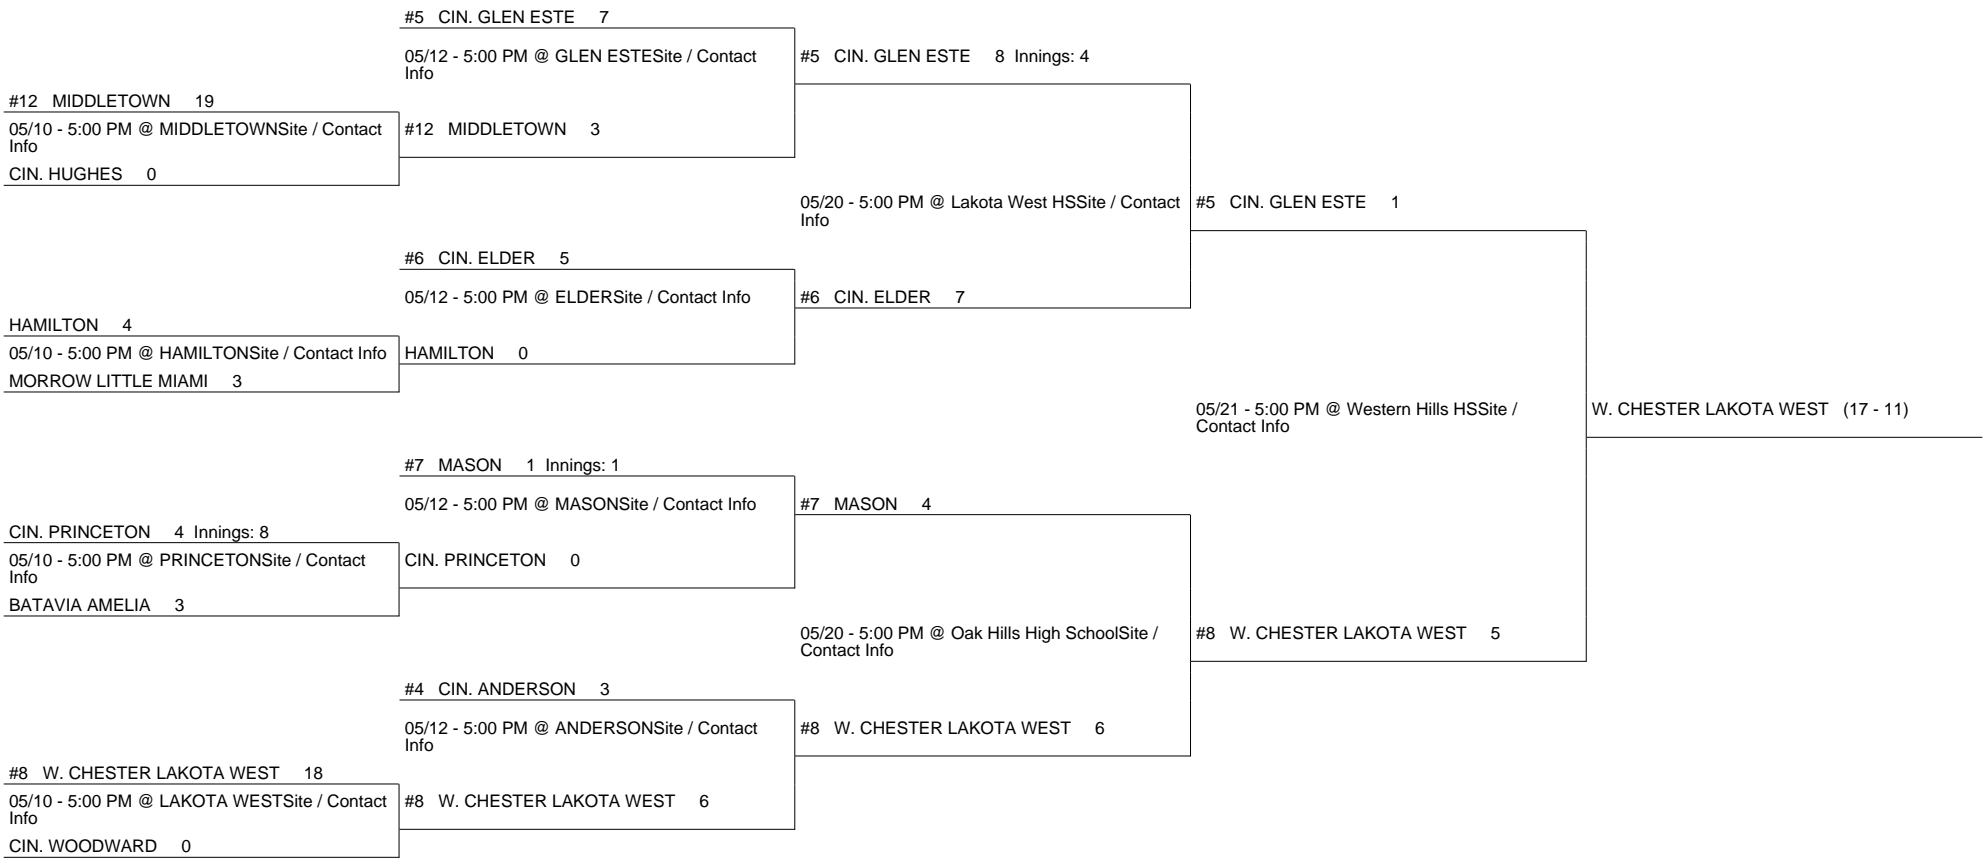 #5 CIN. GLEN ESTE 7
05/12 - 5:00 PM @ GLEN ESTESite / Contact
Info
#5 CIN. GLEN ESTE 8 Innings: 4
#12 MIDDLETOWN 19
05/10 - 5:00 PM @ MIDDLETOWNSite / Contact
Info
#12 MIDDLETOWN 3
CIN. HUGHES 0
05/20 - 5:00 PM @ Lakota West HSSite / Contact
Info
#5 CIN. GLEN ESTE 1
#6 CIN. ELDER 5
05/12 - 5:00 PM @ ELDERSite / Contact Info
#6 CIN. ELDER 7
HAMILTON 4
05/10 - 5:00 PM @ HAMILTONSite / Contact Info
HAMILTON 0
MORROW LITTLE MIAMI 3
05/21 - 5:00 PM @ Western Hills HSSite /
Contact Info
W. CHESTER LAKOTA WEST (17 - 11)
#7 MASON 1 Innings: 1
05/12 - 5:00 PM @ MASONSite / Contact Info
#7 MASON 4
CIN. PRINCETON 4 Innings: 8
05/10 - 5:00 PM @ PRINCETONSite / Contact
Info
CIN. PRINCETON 0
BATAVIA AMELIA 3
05/20 - 5:00 PM @ Oak Hills High SchoolSite /
Contact Info
#8 W. CHESTER LAKOTA WEST 5
#4 CIN. ANDERSON 3
05/12 - 5:00 PM @ ANDERSONSite / Contact
Info
#8 W. CHESTER LAKOTA WEST 6
#8 W. CHESTER LAKOTA WEST 18
05/10 - 5:00 PM @ LAKOTA WESTSite / Contact
Info
#8 W. CHESTER LAKOTA WEST 6
CIN. WOODWARD 0